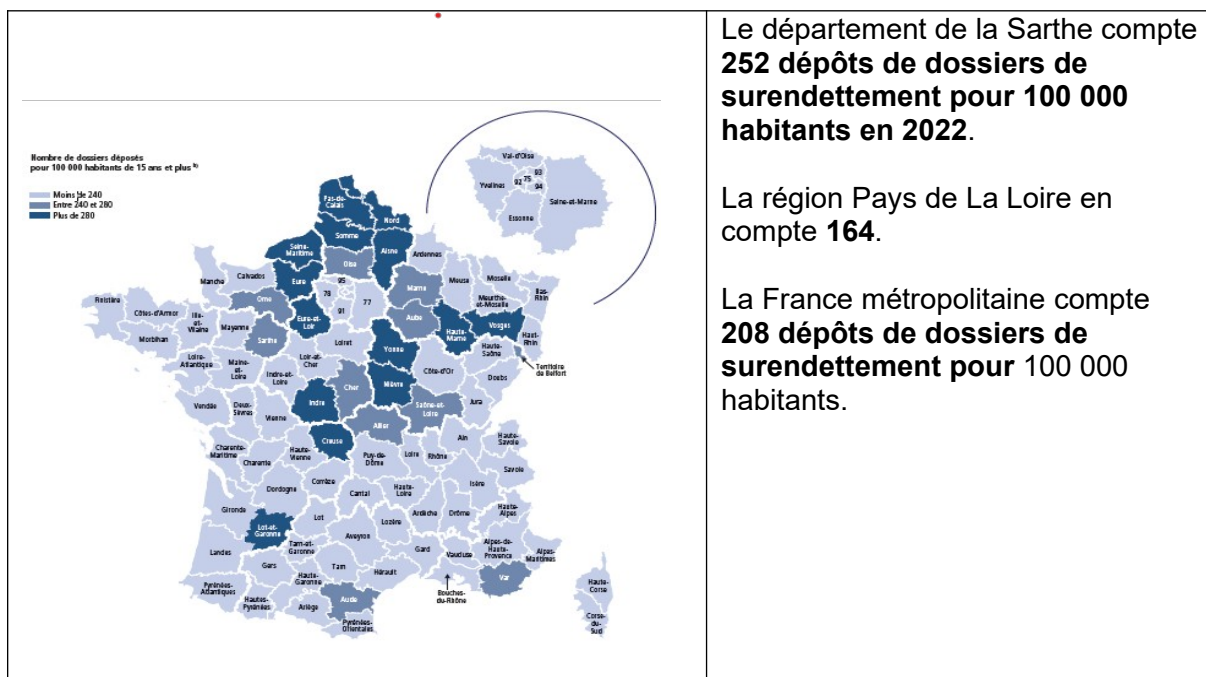 Nombre de dossiers déposés
pour 100 000 habitants de 15 ans et plus
Moins de 240
Entre 240 et 280
Plus de 280
Val-d'Oise
93
92
75
94
Yvelines
Seine-et-Marne
Essonne
Pas-de-
Calais
Nord
Somme
Seine-
Maritime
Aisne
Oise
Ardennes
Eure
Manche
Calvados
95
78
77
91
Marne
Meuse
Moselle
Bas-
Rhin
Meurthe-
et-Moselle
Orne
Finistère
Côtes-d'Armor
Ille-
et-
Vilaine
Mayenne
Eure-et-
Loir
Aube
Haute-
Marne
Vosges
Haut-
Rhin
Morbihan
Sarthe
Loiret
Yonne
Haute-
Saône
Territoire
de Belfort
Loire-
Atlantique
Maine-
et-
Loire
Loir-et-
Cher
Indre-et-
Loire
Cher
Nièvre
Côte-d'Or
Doubs
Vendée
Deux-
Sèvres
Vienne
Indre
Saône-et-
Loire
Jura
Allier
Creuse
Charente-
Maritime
Charente
Haute-
Vienne
Puy-de-
Dôme
Loire
Rhône
Ain
Haute-
Savoie
Savoie
Corrèze
Dordogne
Cantal
Haute-
Loire
Isère
Gironde
Lot
Lozère
Ardèche
Drôme
Hautes-
Alpes
Lot-et-
Garonne
Aveyron
Landes
Tarn-et-
Garonne
Gard
Vaucluse
Alpes-de-
Haute-
Provence
Alpes-
Maritimes
Gers
Tarn
Hérault
Haute-
Garonne
Var
Pyrénées-
Atlantiques
Hautes-
Pyrénées
Ariège
Aude
Bouches-
du-Rhône
Pyrénées-
Orientales
Haute-
Corse
Corse-
du-
Sud
Le département de la Sarthe compte
252 dépôts de dossiers de
surendettement pour 100 000
habitants en 2022.
La région Pays de La Loire en
compte 164.
La France métropolitaine compte
208 dépôts de dossiers de
surendettement pour 100 000
habitants.